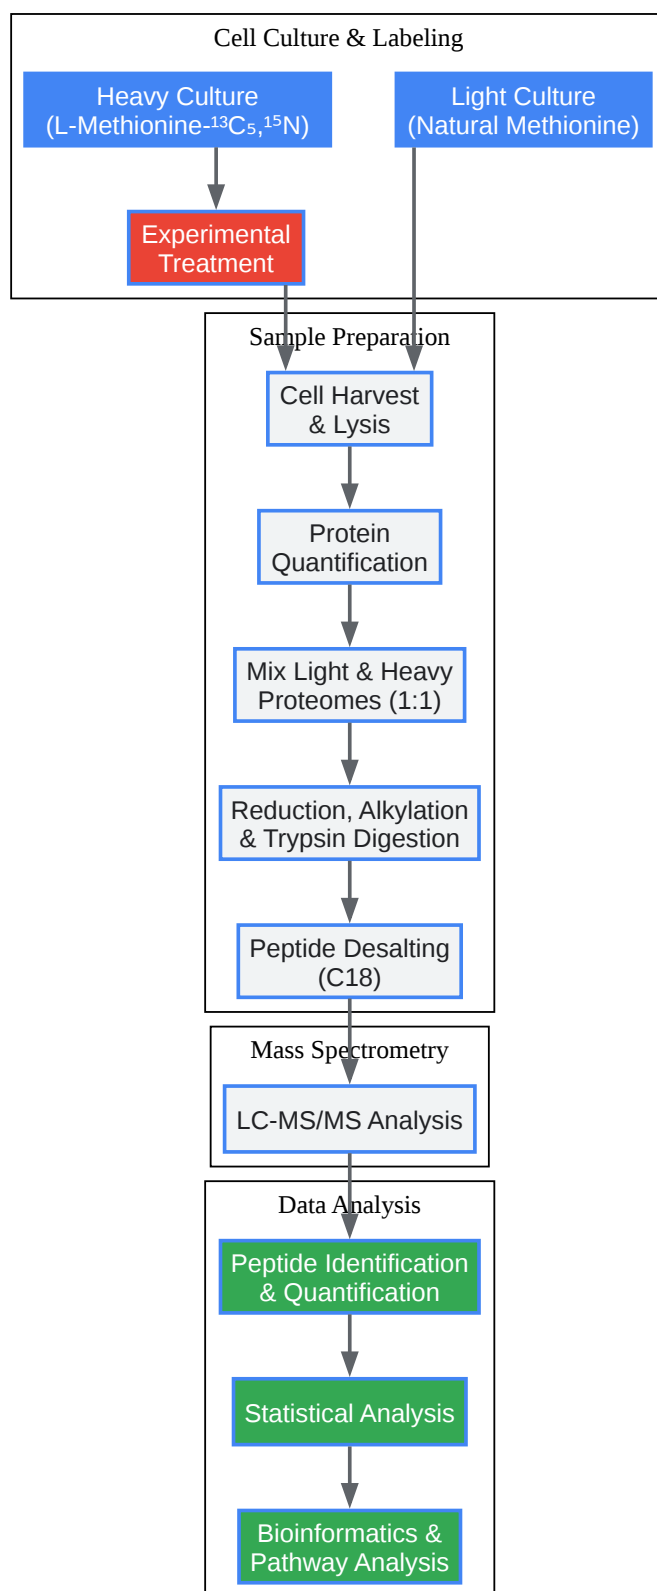 Cell Culture & Labeling
Heavy Culture
(L-Methionine-¹³C₅,¹⁵N)
Light Culture
(Natural Methionine)
Experimental
Treatment
Sample Preparation
Cell Harvest
& Lysis
Protein
Quantification
Mix Light & Heavy
Proteomes (1:1)
Reduction, Alkylation
& Trypsin Digestion
Peptide Desalting
(C18)
Mass Spectrometry
LC-MS/MS Analysis
Data Analysis
Peptide Identification
& Quantification
Statistical Analysis
Bioinformatics &
Pathway Analysis